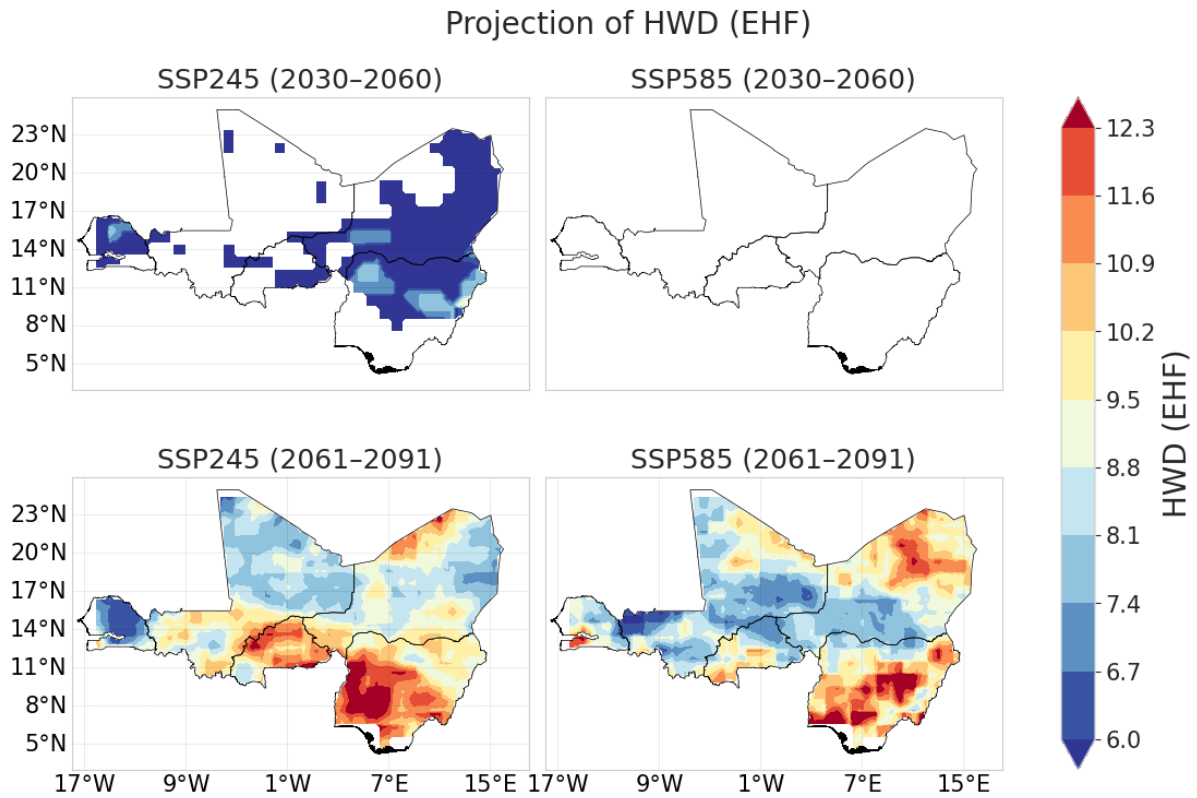 Projection of HWD (EHF)
SSP245 (2030–2060)
SSP585 (2030–2060)
23°N
20°N
17°N
14°N
11°N
8°N
5°N
SSP245 (2061–2091)
SSP585 (2061–2091)
23°N
20°N
17°N
14°N
11°N
8°N
5°N
17°W 9°W 1°W 7°E 15°E
17°W 9°W 1°W 7°E 15°E
12.3
11.6
10.9
10.2
9.5
8.8
8.1
7.4
6.7
6.0
HWD (EHF)